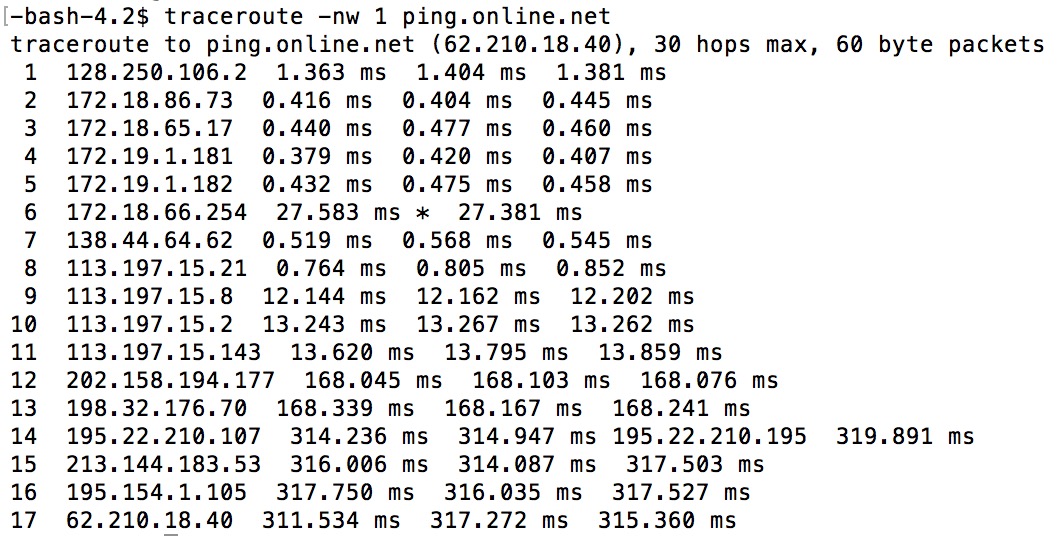 [-bash-4.2$ traceroute -nw 1 ping.online.net
traceroute to ping.online.net (62.210.18.40), 30 hops max, 60 byte packets
 1  128.250.106.2  1.363 ms  1.404 ms  1.381 ms
 2  172.18.86.73  0.416 ms  0.404 ms  0.445 ms
 3  172.18.65.17  0.440 ms  0.477 ms  0.460 ms
 4  172.19.1.181  0.379 ms  0.420 ms  0.407 ms
 5  172.19.1.182  0.432 ms  0.475 ms  0.458 ms
 6  172.18.66.254  27.583 ms *  27.381 ms
 7  138.44.64.62  0.519 ms  0.568 ms  0.545 ms
 8  113.197.15.21  0.764 ms  0.805 ms  0.852 ms
 9  113.197.15.8  12.144 ms  12.162 ms  12.202 ms
10  113.197.15.2  13.243 ms  13.267 ms  13.262 ms
11  113.197.15.143  13.620 ms  13.795 ms  13.859 ms
12  202.158.194.177  168.045 ms  168.103 ms  168.076 ms
13  198.32.176.70  168.339 ms  168.167 ms  168.241 ms
14  195.22.210.107  314.236 ms  314.947 ms 195.22.210.195  319.891 ms
15  213.144.183.53  316.006 ms  314.087 ms  317.503 ms
16  195.154.1.105  317.750 ms  316.035 ms  317.527 ms
17  62.210.18.40  311.534 ms  317.272 ms  315.360 ms